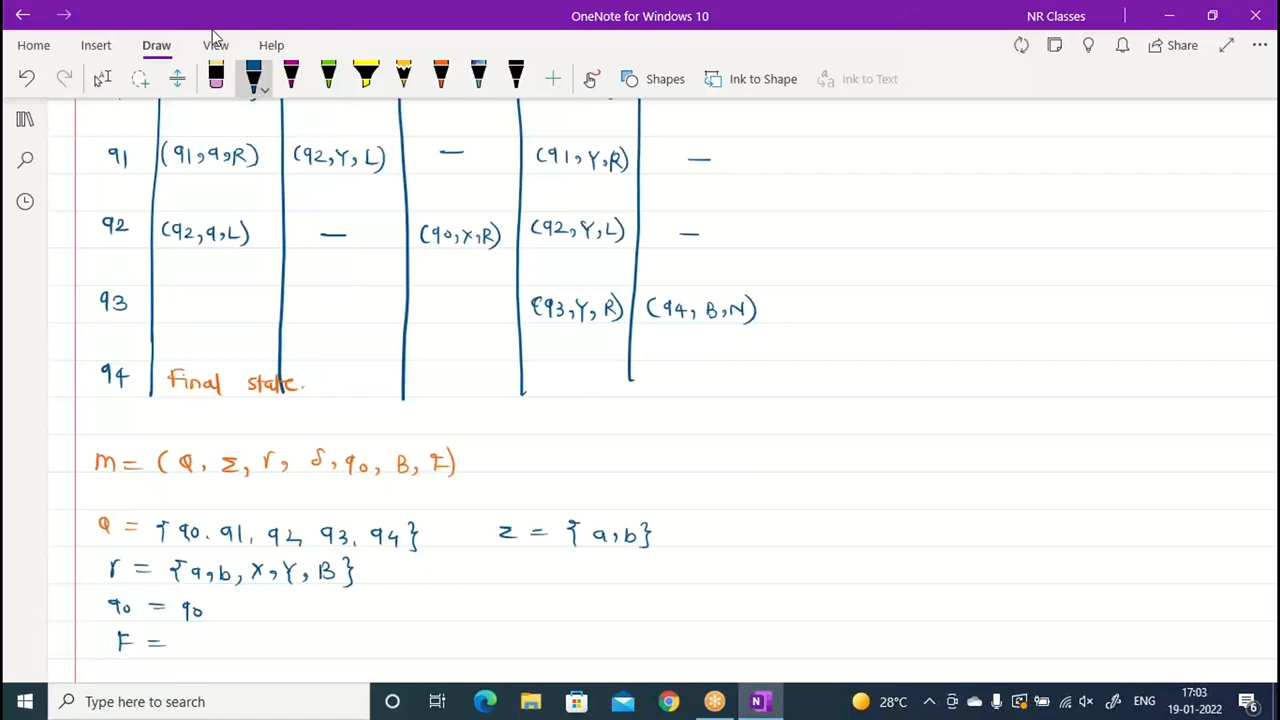 OneNote for Windows 10
NR Classes
Home Insert Draw View Help
Share
Shapes Ink to Shape Ink to Text
q1 (q1,a,R) (q2,Y,L) — (q1,Y,R) —
q2 (q2,a,L) — (q0,X,R) (q2,Y,L) —
q3 (q3,Y,R) (q4,B,N)
q4 Final state.
M = (Q, Σ, Γ, δ, q0, B, F)
Q = {q0. q1, q2, q3, q4} Σ = {a,b}
Γ = {a,b,X,Y,B}
q0 = q0
F =
Type here to search
28°C
ENG
17:03
19-01-2022
6